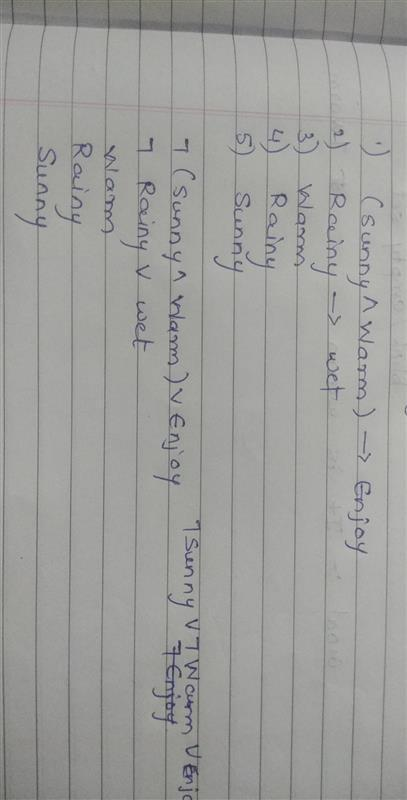 1) (Sunny ∧ Warm) → Enjoy
2) Rainy → wet
3) Warm
4) Rainy
5) Sunny
¬ (Sunny ∧ Warm) ∨ Enjoy
¬ Sunny ∨ ¬ Warm ∨ Enjo
¬ Enjoy
¬ Rainy ∨ wet
Warm
Rainy
Sunny